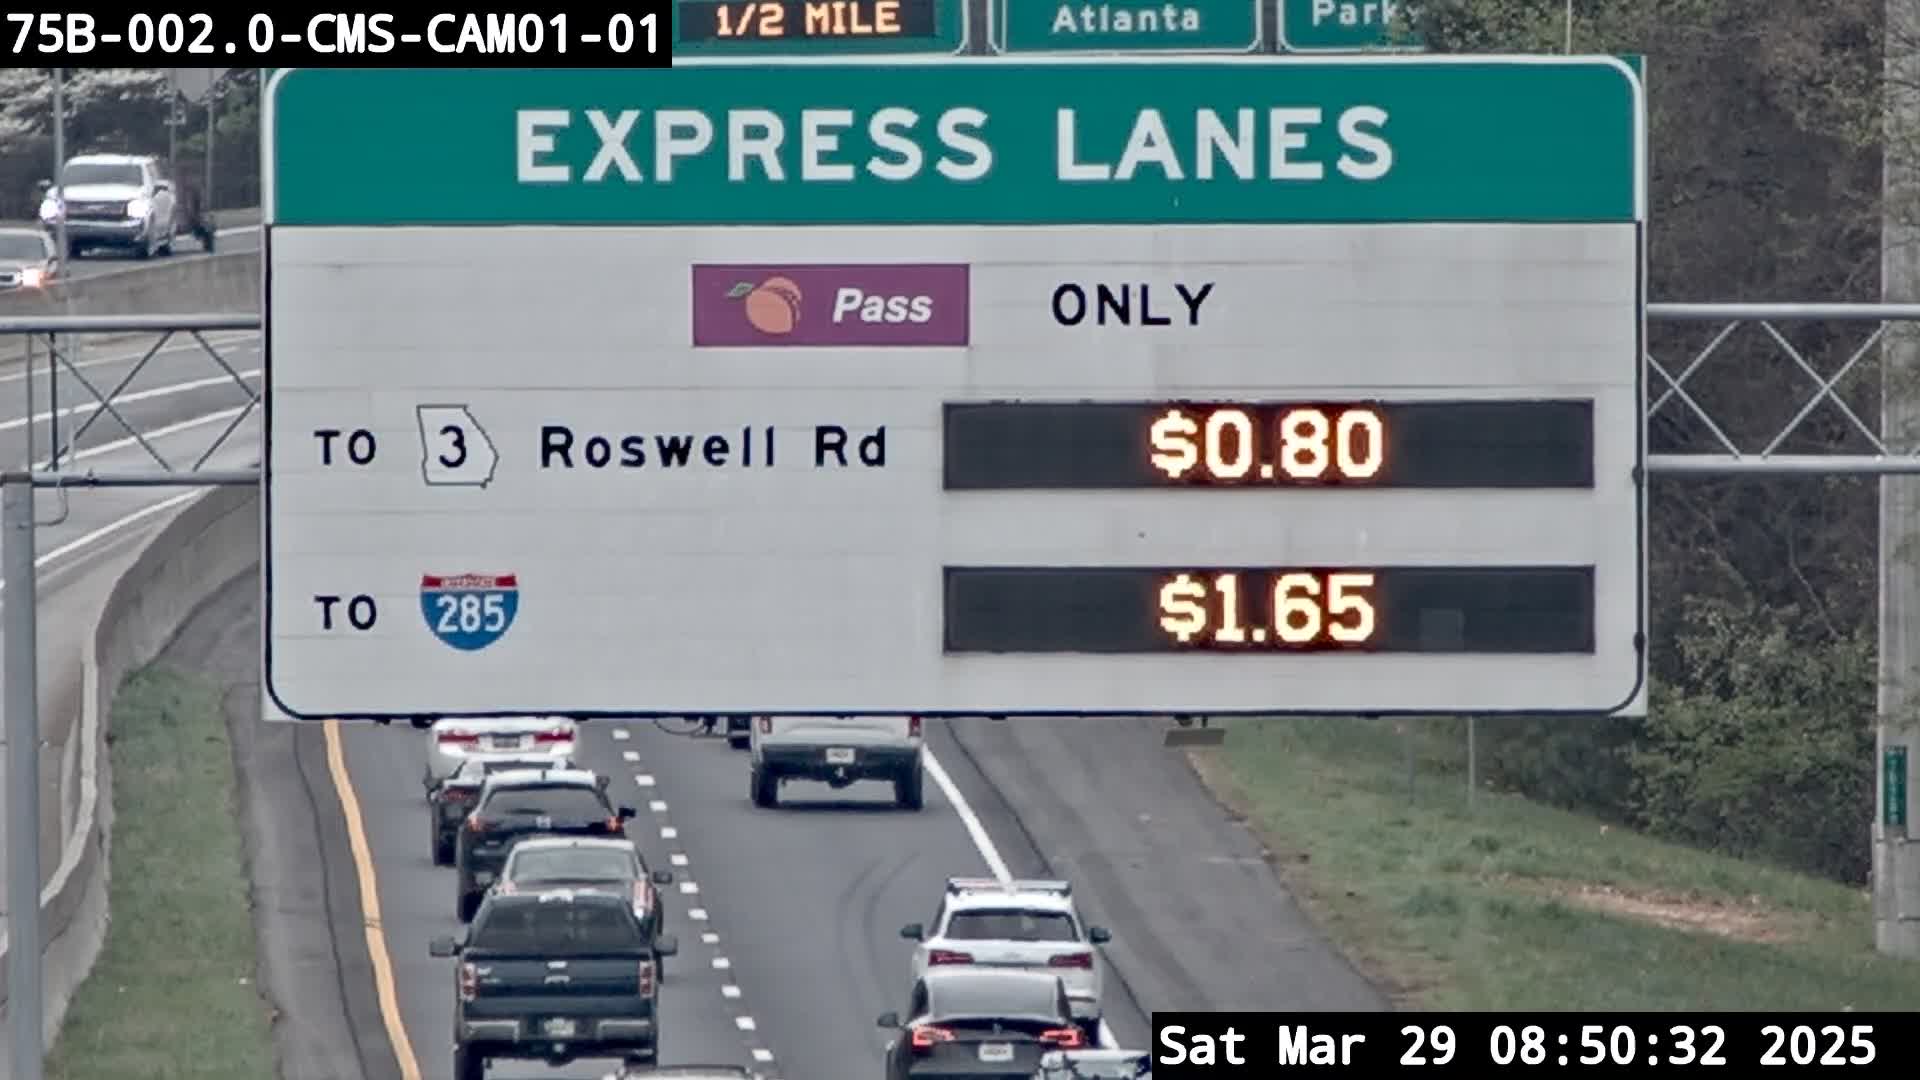 75B-002.0-CMS-CAM01-01
1/2 MILE
Atlanta
EXPRESS LANES
Pass ONLY
TO 3 Roswell Rd $0.80
TO 285 $1.65
Sat Mar 29 08:50:32 2025